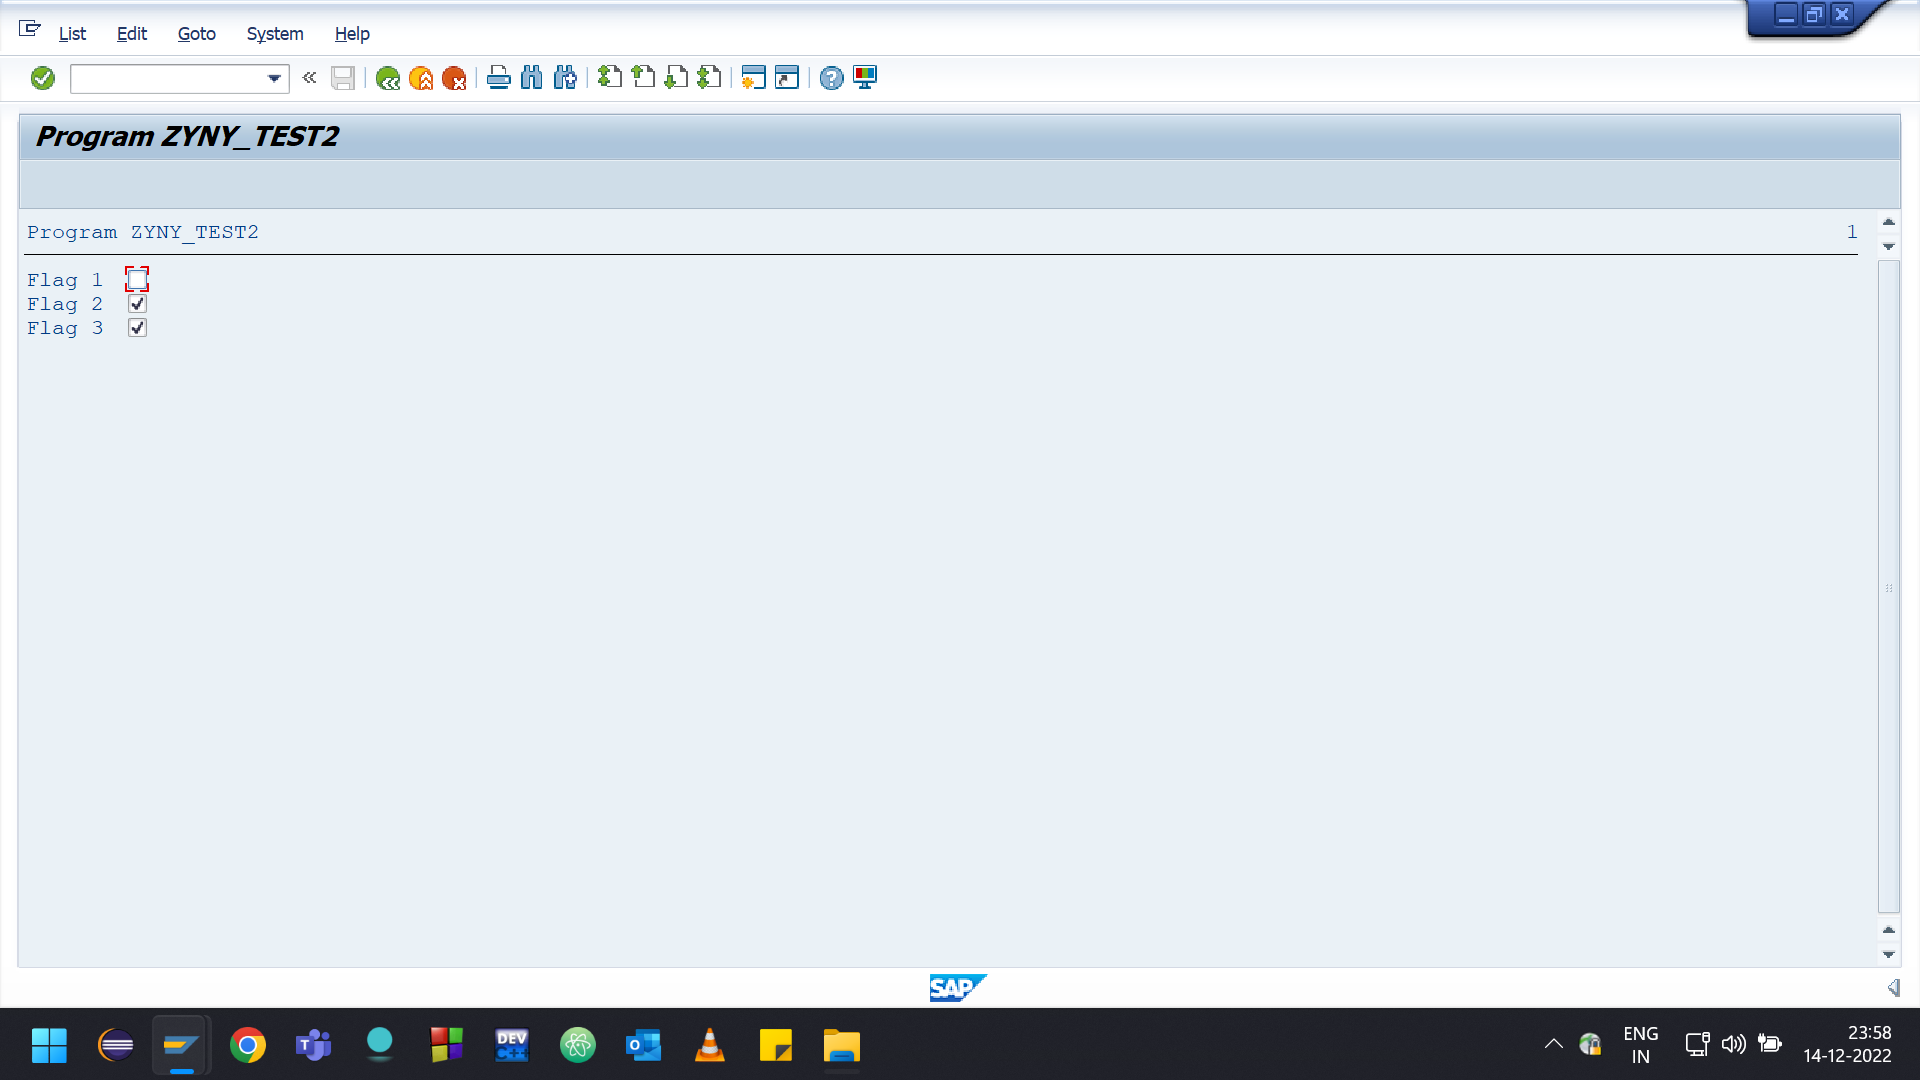 List Edit Goto System Help
Program ZYNY_TEST2
Program ZYNY_TEST2 1
Flag 1
Flag 2
Flag 3
SAP
DEV
C++
ENG
IN
23:58
14-12-2022